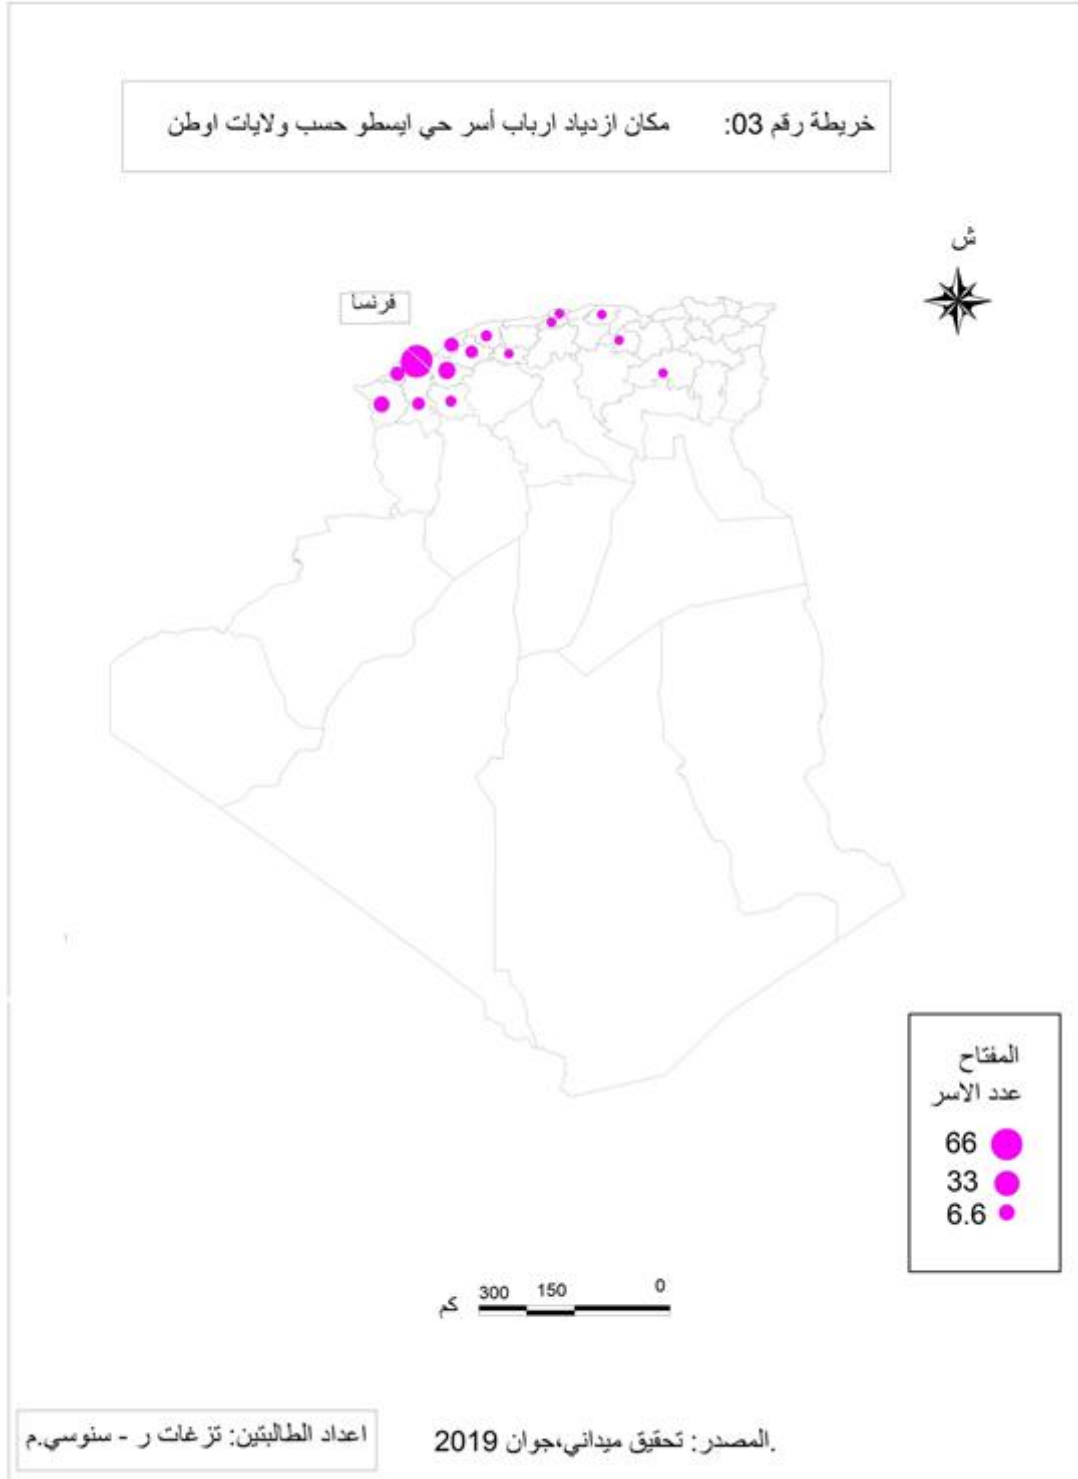 خريطة رقم 03: مكان ازدياد ارباب أسر حي ايسطو حسب ولايات اوطن
ش
فرنسا
المفتاح
عدد الاسر
66
33
6.6
300 150 0
كم
المصدر: تحقيق ميداني،جوان 2019.
اعداد الطالبتين: تزغات ر - سنوسي.م